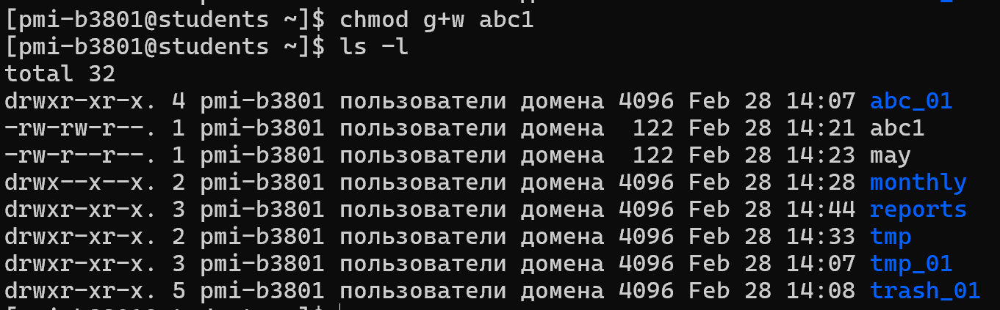 [pmi-b3801@students ~]$ chmod g+w abc1
[pmi-b3801@students ~]$ ls -l
total 32
drwxr-xr-x. 4 pmi-b3801 пользователи домена 4096 Feb 28 14:07 abc_01
-rw-rw-r--. 1 pmi-b3801 пользователи домена  122 Feb 28 14:21 abc1
-rw-r--r--. 1 pmi-b3801 пользователи домена  122 Feb 28 14:23 may
drwx--x--x. 2 pmi-b3801 пользователи домена 4096 Feb 28 14:28 monthly
drwxr-xr-x. 3 pmi-b3801 пользователи домена 4096 Feb 28 14:44 reports
drwxr-xr-x. 2 pmi-b3801 пользователи домена 4096 Feb 28 14:33 tmp
drwxr-xr-x. 3 pmi-b3801 пользователи домена 4096 Feb 28 14:07 tmp_01
drwxr-xr-x. 5 pmi-b3801 пользователи домена 4096 Feb 28 14:08 trash_01